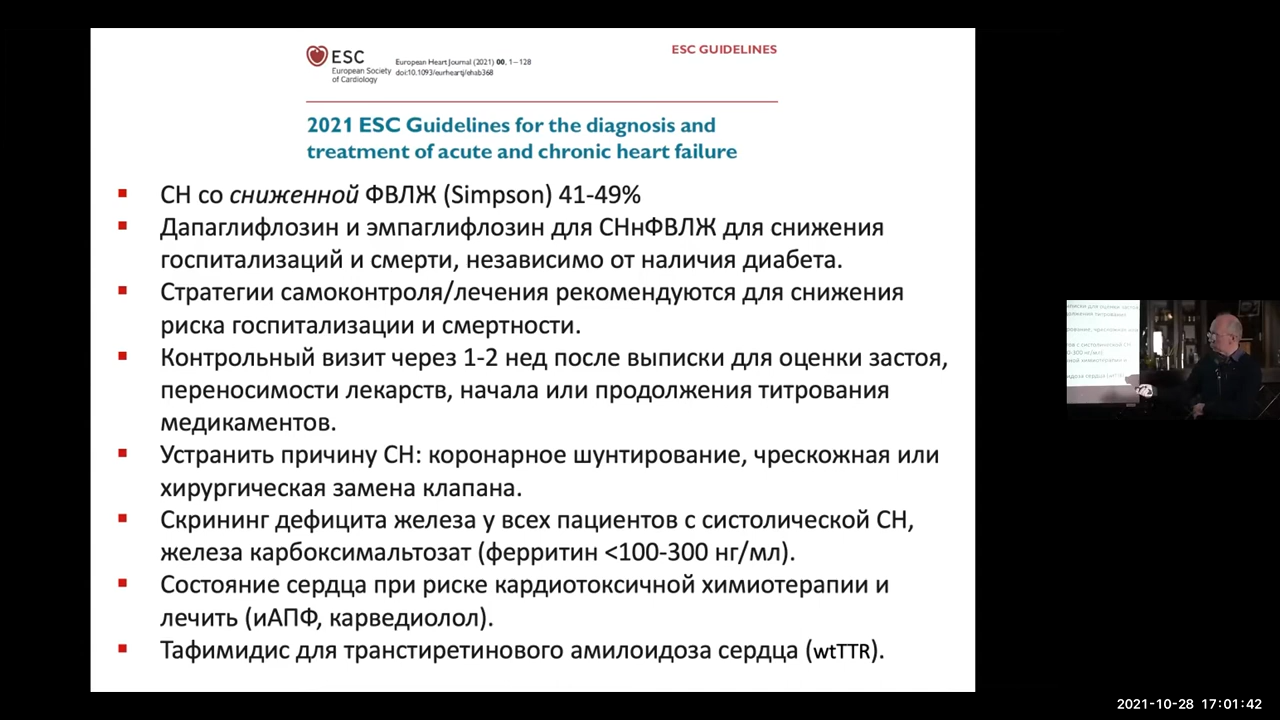 ESC
European Society
of Cardiology
European Heart Journal (2021) 00, 1–128
doi:10.1093/eurheartj/ehab368
ESC GUIDELINES
2021 ESC Guidelines for the diagnosis and
treatment of acute and chronic heart failure
▪ СН со сниженной ФВЛЖ (Simpson) 41-49%
▪ Дапаглифлозин и эмпаглифлозин для СНнФВЛЖ для снижения
госпитализаций и смерти, независимо от наличия диабета.
▪ Стратегии самоконтроля/лечения рекомендуются для снижения
риска госпитализации и смертности.
▪ Контрольный визит через 1-2 нед после выписки для оценки застоя,
переносимости лекарств, начала или продолжения титрования
медикаментов.
▪ Устранить причину СН: коронарное шунтирование, чрескожная или
хирургическая замена клапана.
▪ Скрининг дефицита железа у всех пациентов с систолической СН,
железа карбоксимальтозат (ферритин <100-300 нг/мл).
▪ Состояние сердца при риске кардиотоксичной химиотерапии и
лечить (иАПФ, карведиолол).
▪ Тафимидис для транстиретинового амилоидоза сердца (wtTTR).
2021-10-28 17:01:42